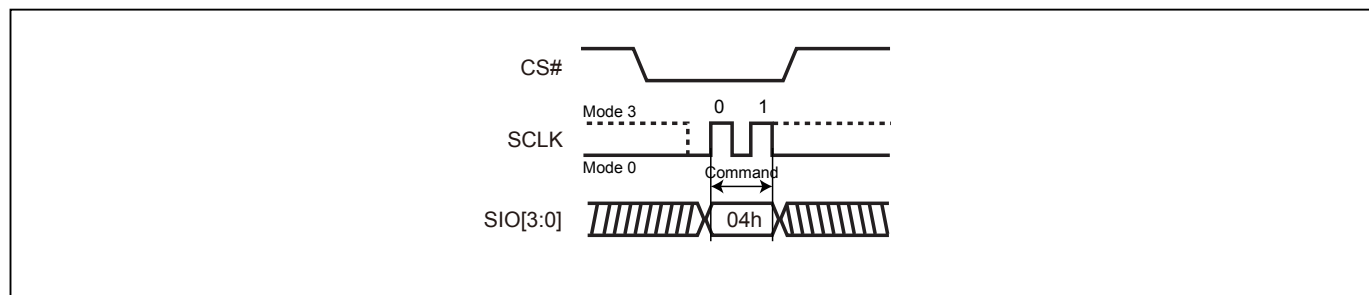 CS#
Mode 3
0 1
SCLK
Mode 0
Command
SIO[3:0]
04h